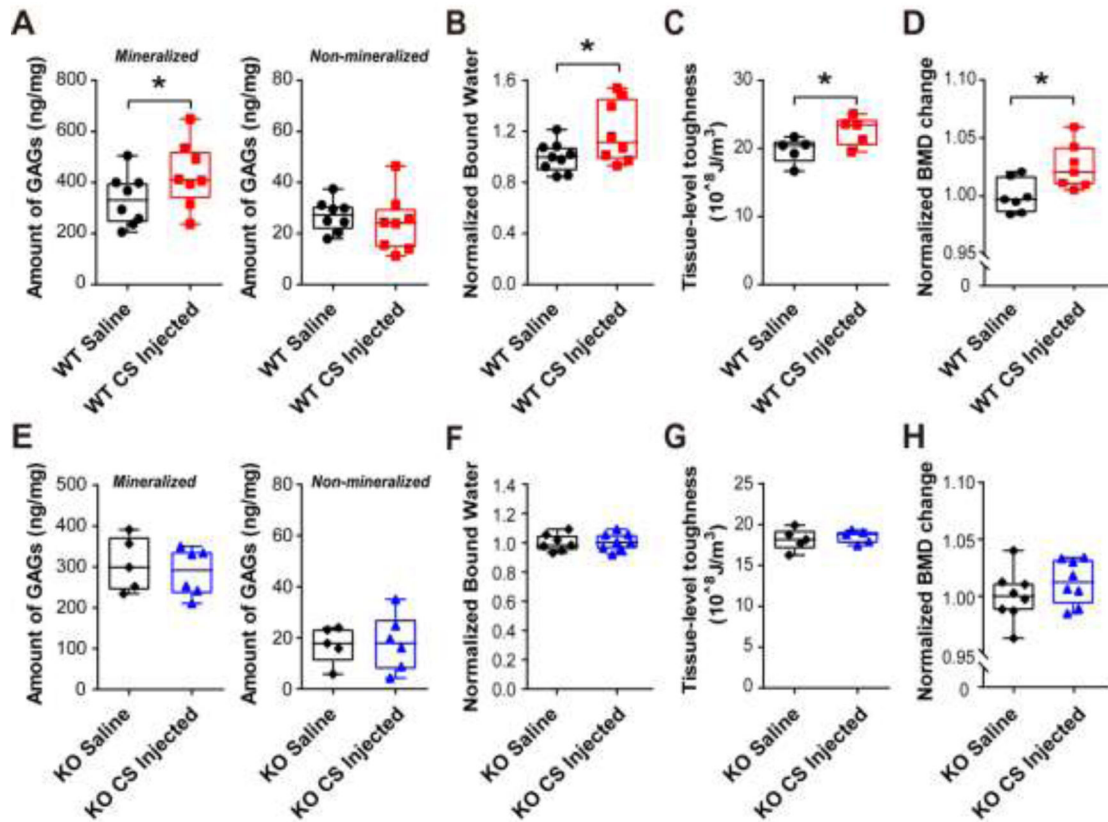 A
Mineralized
Amount of GAGs (ng/mg)
800
600
400
200
0
*
WT Saline
WT CS Injected
Non-mineralized
Amount of GAGs (ng/mg)
80
60
40
20
0
WT Saline
WT CS Injected
B
Normalized Bound Water
1.6
1.2
0.8
0.4
0.0
*
WT Saline
WT CS Injected
C
Tissue-level toughness
(10^8J/m³)
30
20
10
0
*
WT Saline
WT CS Injected
D
Normalized BMD change
1.10
1.05
1.00
0.95
0
*
WT Saline
WT CS Injected
E
Mineralized
Amount of GAGs (ng/mg)
500
400
300
200
100
0
KO Saline
KO CS Injected
Non-mineralized
Amount of GAGs (ng/mg)
80
60
40
20
0
KO Saline
KO CS Injected
F
Normalized Bound Water
1.4
1.2
1.0
0.8
0.6
0.4
0.2
0.0
KO Saline
KO CS Injected
G
Tissue-level toughness
(10^8J/m³)
25
20
15
10
5
0
KO Saline
KO CS Injected
H
Normalized BMD change
1.10
1.05
1.00
0.95
0
KO Saline
KO CS Injected